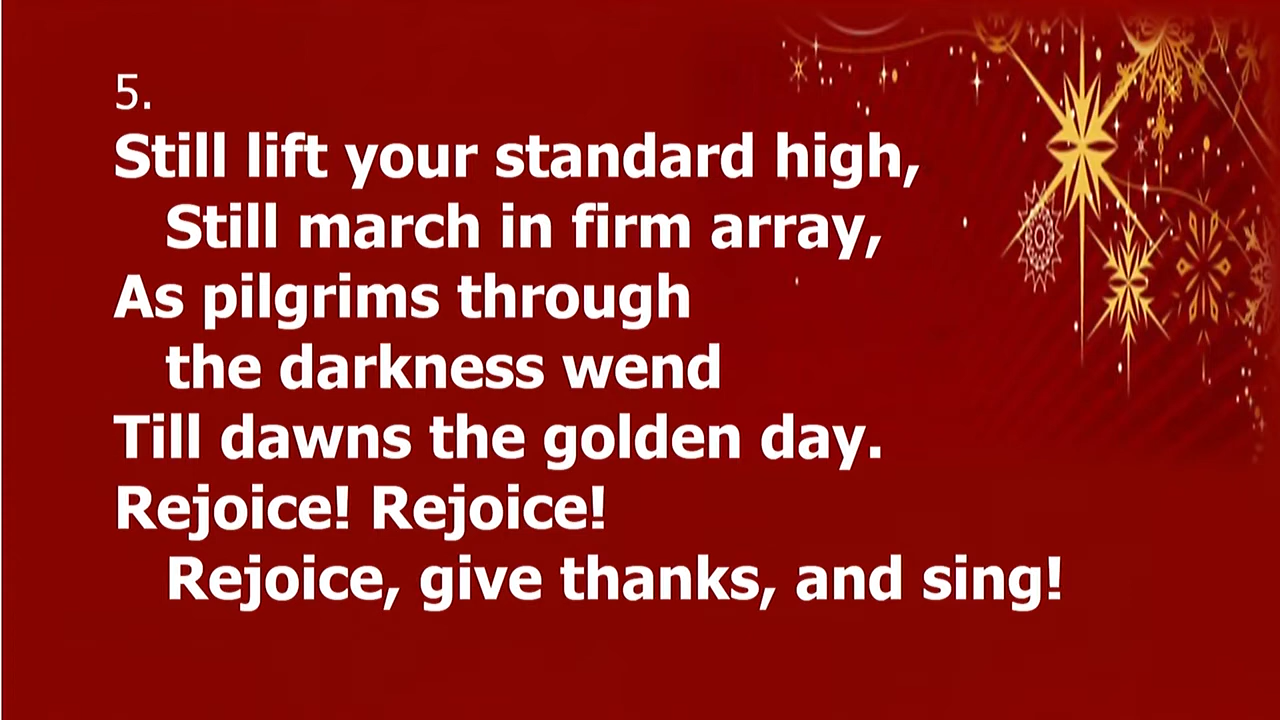 5.
Still lift your standard high,
Still march in firm array,
As pilgrims through
the darkness wend
Till dawns the golden day.
Rejoice! Rejoice!
Rejoice, give thanks, and sing!